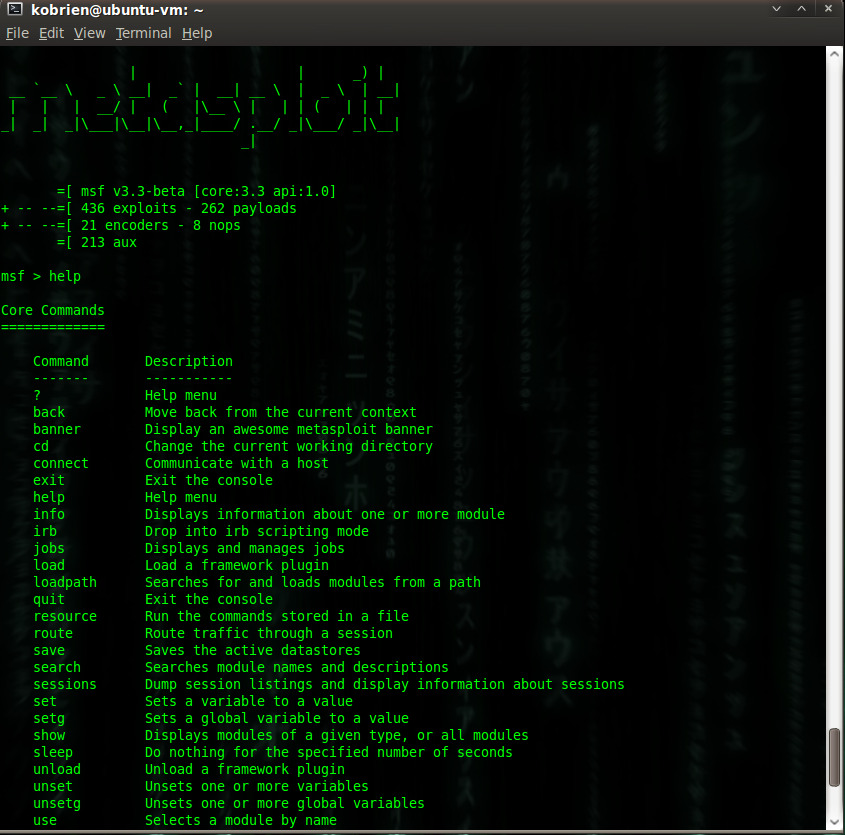 kobrien@ubuntu-vm: ~
File Edit View Terminal Help
metasploit
=[ msf v3.3-beta [core:3.3 api:1.0]
+ -- --=[ 436 exploits - 262 payloads
+ -- --=[ 21 encoders - 8 nops
=[ 213 aux
msf > help
Core Commands
=============
Command Description
------- -----------
? Help menu
back Move back from the current context
banner Display an awesome metasploit banner
cd Change the current working directory
connect Communicate with a host
exit Exit the console
help Help menu
info Displays information about one or more module
irb Drop into irb scripting mode
jobs Displays and manages jobs
load Load a framework plugin
loadpath Searches for and loads modules from a path
quit Exit the console
resource Run the commands stored in a file
route Route traffic through a session
save Saves the active datastores
search Searches module names and descriptions
sessions Dump session listings and display information about sessions
set Sets a variable to a value
setg Sets a global variable to a value
show Displays modules of a given type, or all modules
sleep Do nothing for the specified number of seconds
unload Unload a framework plugin
unset Unsets one or more variables
unsetg Unsets one or more global variables
use Selects a module by name